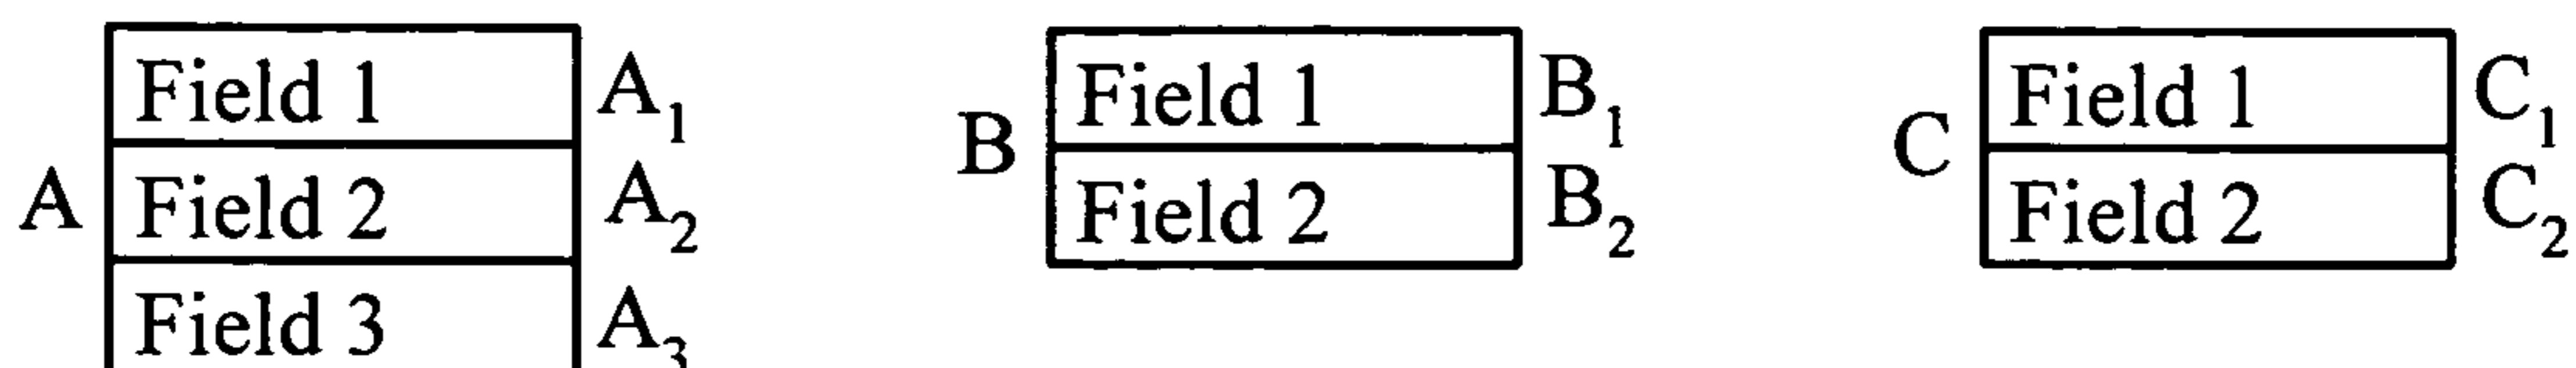 Field 1 A₁ Field 1 B₁ Field 1 C₁
A Field 2 A₂ B Field 2 B₂ C Field 2 C₂
Field 3 A₃